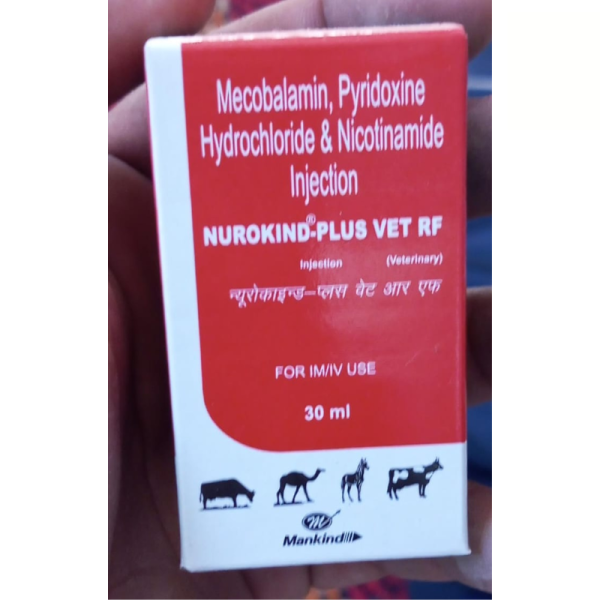 Mecobalamin, Pyridoxine
Hydrochloride & Nicotinamide
Injection
NUROKIND®-PLUS VET RF
Injection (Veterinary)
न्यूरोकाइन्ड-प्लस वेट आर एफ
FOR IM/IV USE
30 ml
Mankind